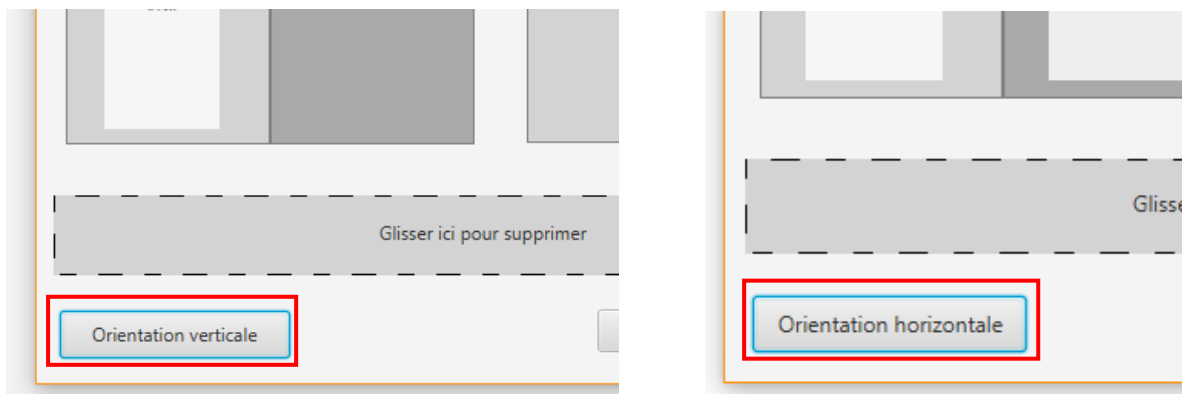 Glisser ici pour supprimer
Orientation verticale
Orientation horizontale